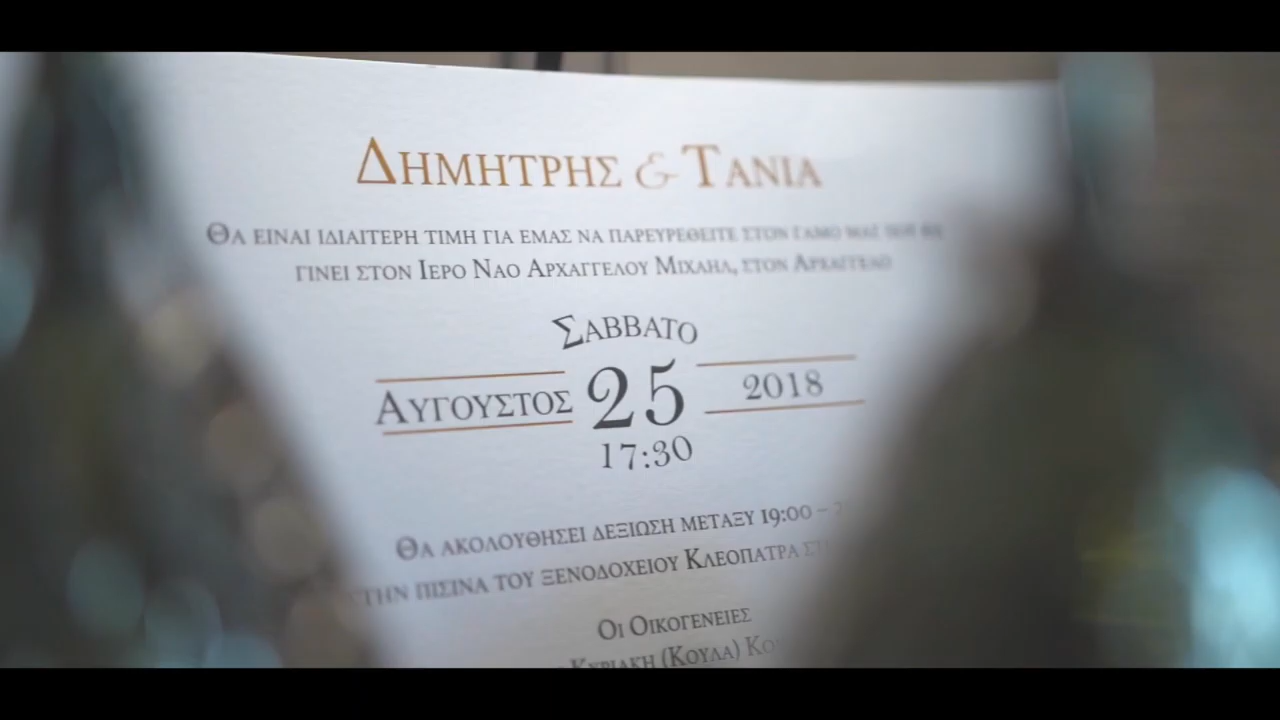 Δημητρης & Τανια
Θα ειναι ιδιαιτερη τιμη για εμας να παρευρεθειτε στον γαμο μας που θα
γινει στον Ιερο Ναο Αρχαγγελου Μιχαηλ, στον Αρχαγγελο
Σαββατο
Αυγουστος 25 2018
17:30
Θα ακολουθησει δεξιωση μεταξυ 19:00 –
την πισινα του ξενοδοχειου Κλεοπατρα
Οι Οικογενειες
Κυριακη (Κουλα)